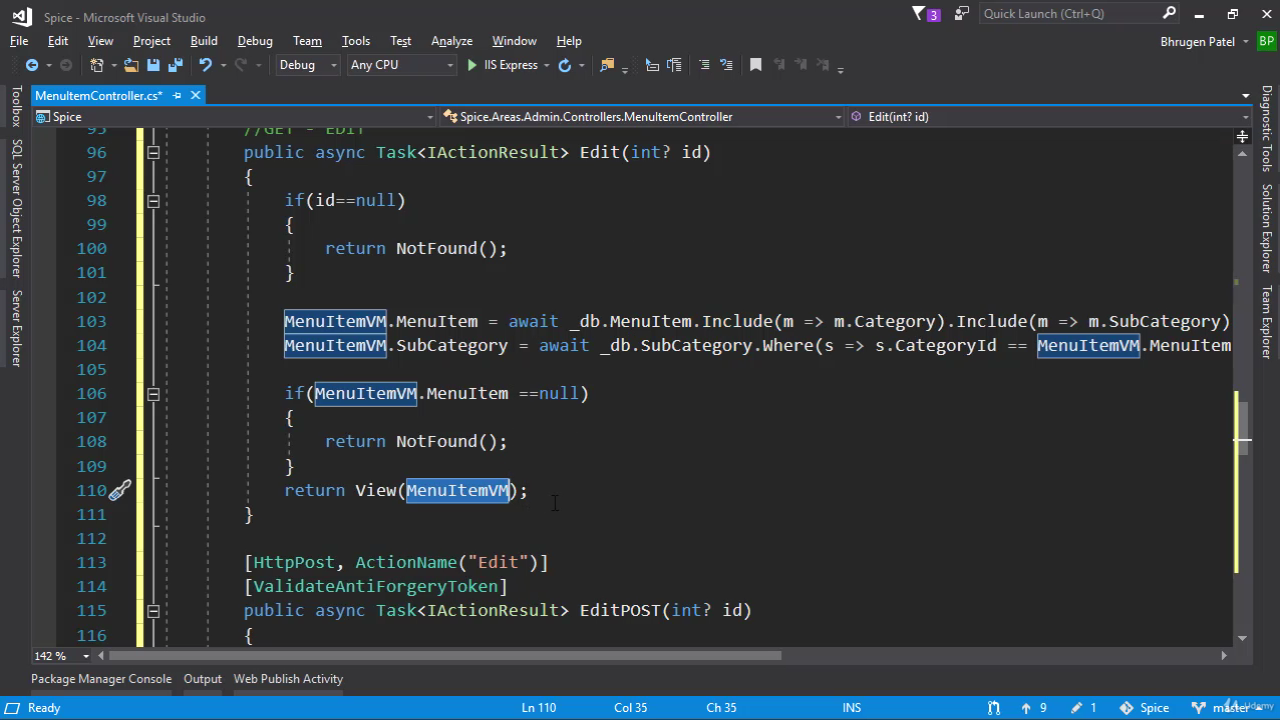 Spice - Microsoft Visual Studio
3
Quick Launch (Ctrl+Q)
File Edit View Project Build Debug Team Tools Test Analyze Window Help
Bhrugen Patel
BP
Debug Any CPU IIS Express
MenuItemController.cs*
Spice Spice.Areas.Admin.Controllers.MenuItemController Edit(int? id)
Toolbox
SQL Server Object Explorer
Server Explorer
Diagnostic Tools
Solution Explorer
Team Explorer
95 //GET - EDIT
96 public async Task<IActionResult> Edit(int? id)
97 {
98 if(id==null)
99 {
100 return NotFound();
101 }
102
103 MenuItemVM.MenuItem = await _db.MenuItem.Include(m => m.Category).Include(m => m.SubCategory)
104 MenuItemVM.SubCategory = await _db.SubCategory.Where(s => s.CategoryId == MenuItemVM.MenuItem
105
106 if(MenuItemVM.MenuItem ==null)
107 {
108 return NotFound();
109 }
110 return View(MenuItemVM);
111 }
112
113 [HttpPost, ActionName("Edit")]
114 [ValidateAntiForgeryToken]
115 public async Task<IActionResult> EditPOST(int? id)
116 {
142 %
Package Manager Console Output Web Publish Activity
Ready Ln 110 Col 35 Ch 35 INS 9 1 Spice master
Udemy